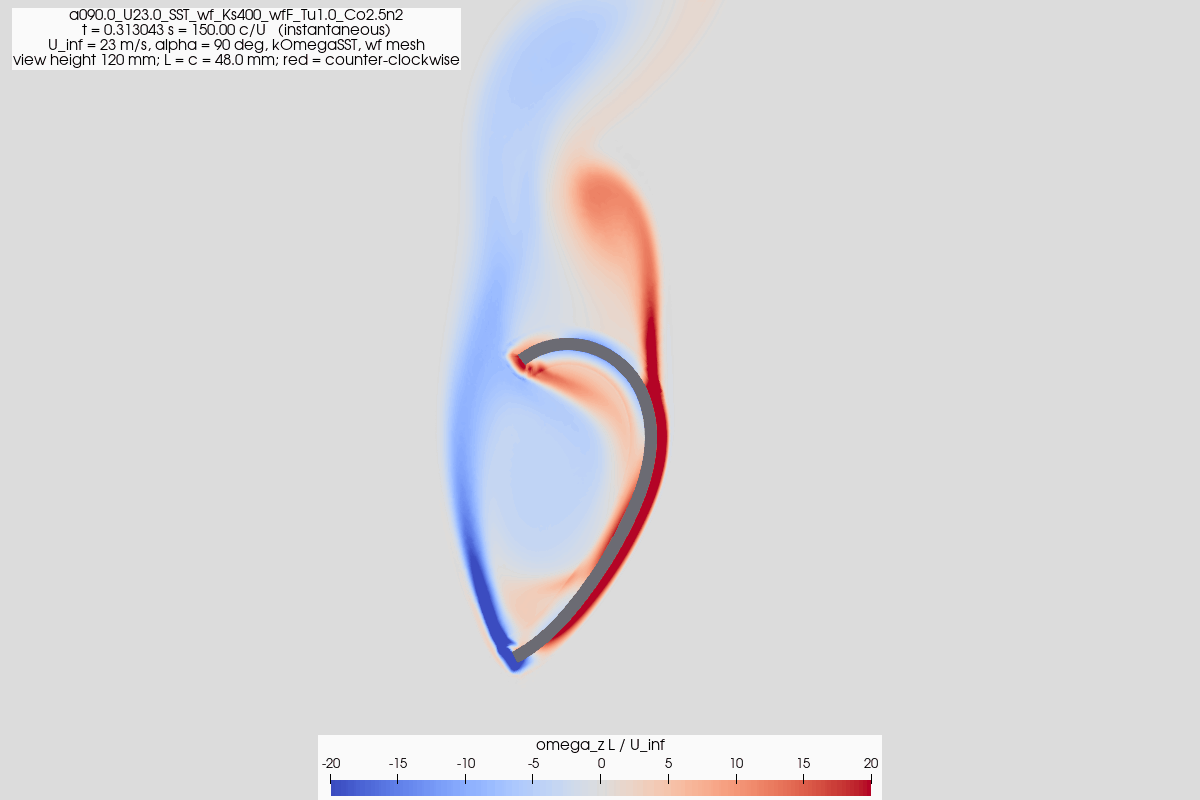 a090.0_U23.0_SST_wf_Ks400_wfF_Tu1.0_Co2.5n2
t = 0.313043 s = 150.00 c/U (instantaneous)
U_inf = 23 m/s, alpha = 90 deg, kOmegaSST, wf mesh
view height 120 mm; L = c = 48.0 mm; red = counter-clockwise
omega_z L / U_inf
-20 -15 -10 -5 0 5 10 15 20